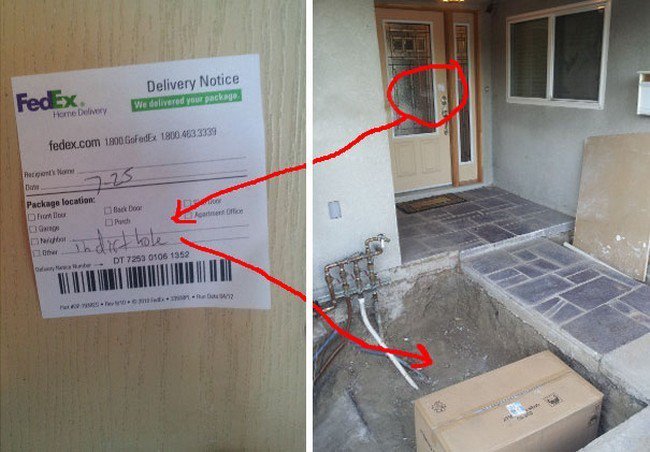 Delivery Notice
FedEx®
Home Delivery
We delivered your package.
fedex.com 1.800.GoFedEx 1.800.463.3339
Recipient's Name
Date 7-25
Package location:
Front Door
Back Door
Side Door
Garage
Porch
Apartment Office
Neighbor
Other in dirt hole
Delivery Notice Number
DT 7253 0106 1352